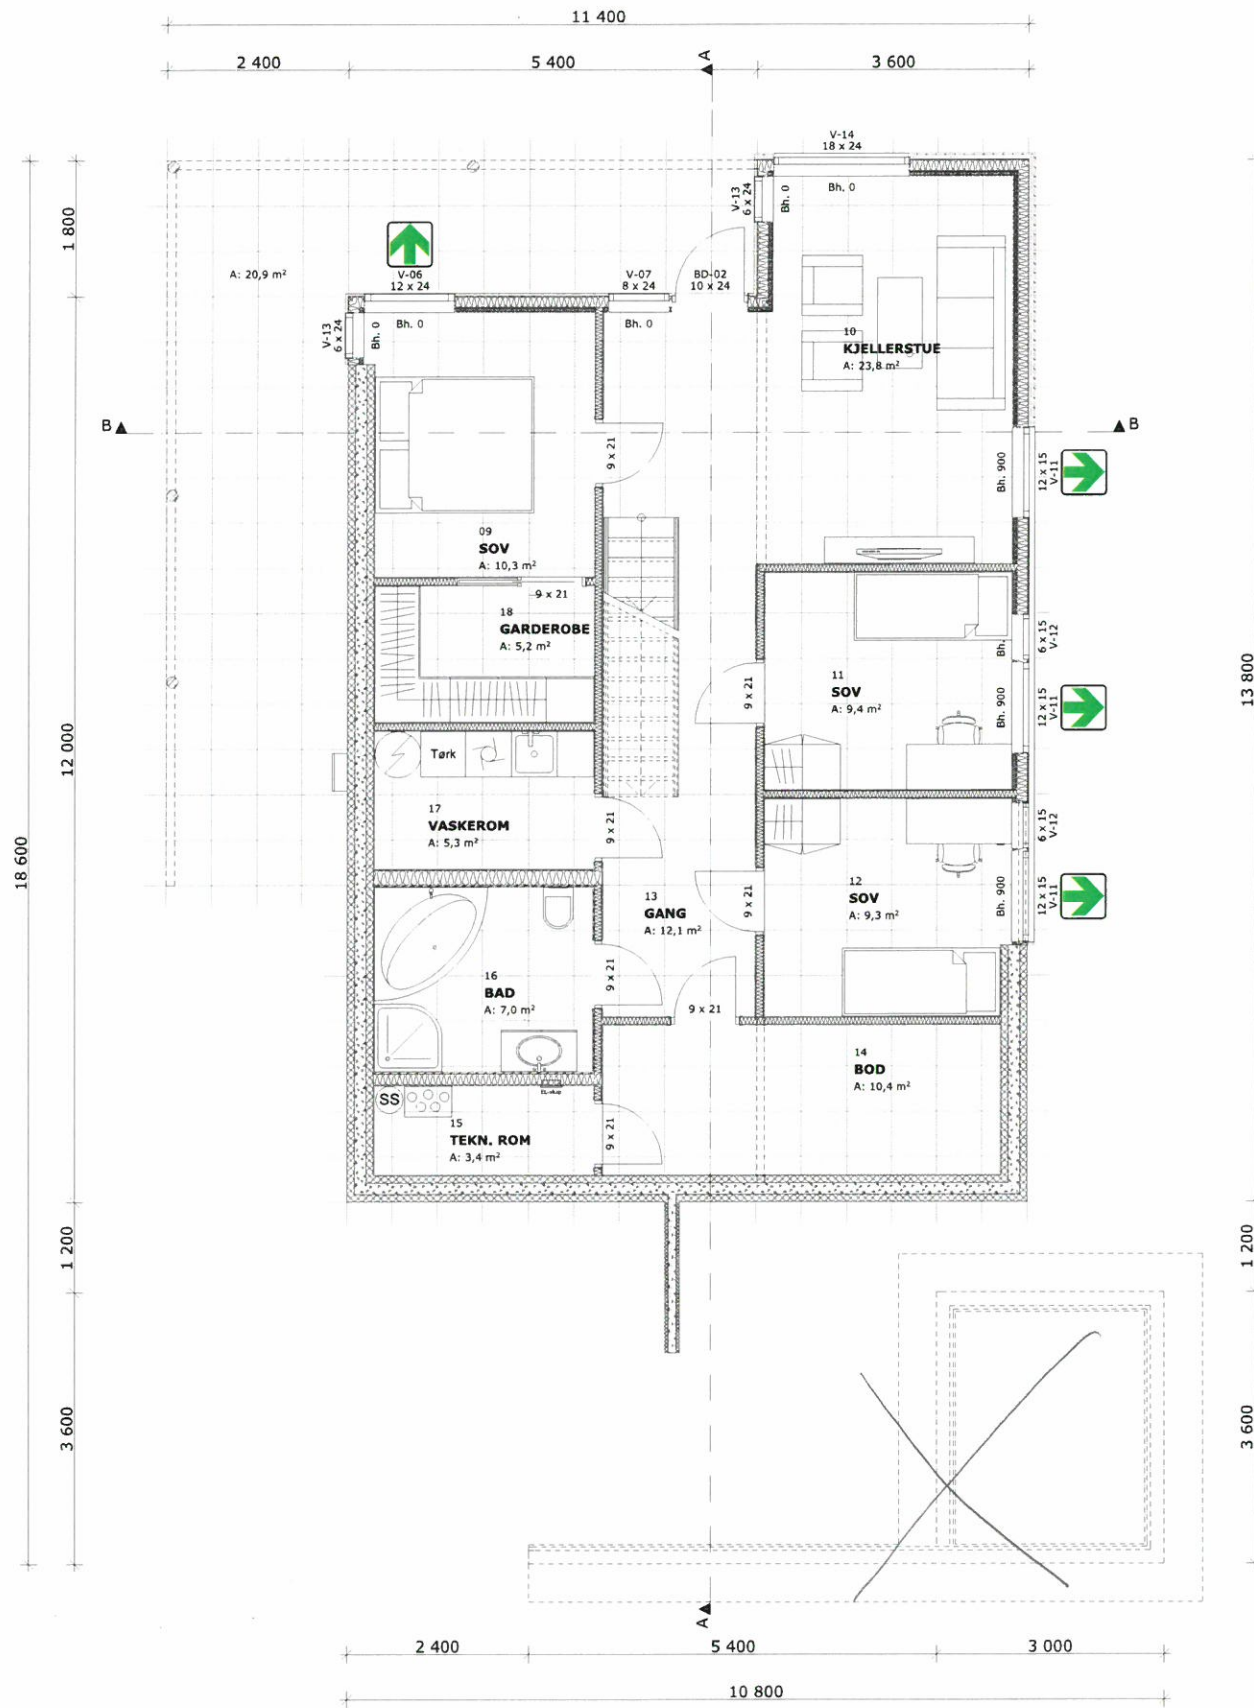 11 400
2 400
5 400
A
3 600
V-14
18 x 24
Bh. 0
V-13
6 x 24
Bh. 0
1 800
A: 20,9 m²
V-06
12 x 24
Bh. 0
V-07
8 x 24
Bh. 0
BD-02
10 x 24
V-13
6 x 24
Bh. 0
10
KJELLERSTUE
A: 23,8 m²
B
B
9 x 21
Bh. 900
12 x 15
V-11
09
SOV
A: 10,3 m²
9 x 21
18
GARDEROBE
A: 5,2 m²
Bh.
6 x 15
V-12
11
SOV
A: 9,4 m²
9 x 21
Bh. 900
12 x 15
V-11
13 800
12 000
Tørk
17
VASKEROM
A: 5,3 m²
9 x 21
6 x 15
V-12
18 600
13
GANG
A: 12,1 m²
9 x 21
12
SOV
A: 9,3 m²
Bh. 900
12 x 15
V-11
16
BAD
A: 7,0 m²
9 x 21
9 x 21
14
BOD
A: 10,4 m²
SS
15
TEKN. ROM
A: 3,4 m²
9 x 21
1 200
1 200
3 600
3 600
A
2 400
5 400
3 000
10 800